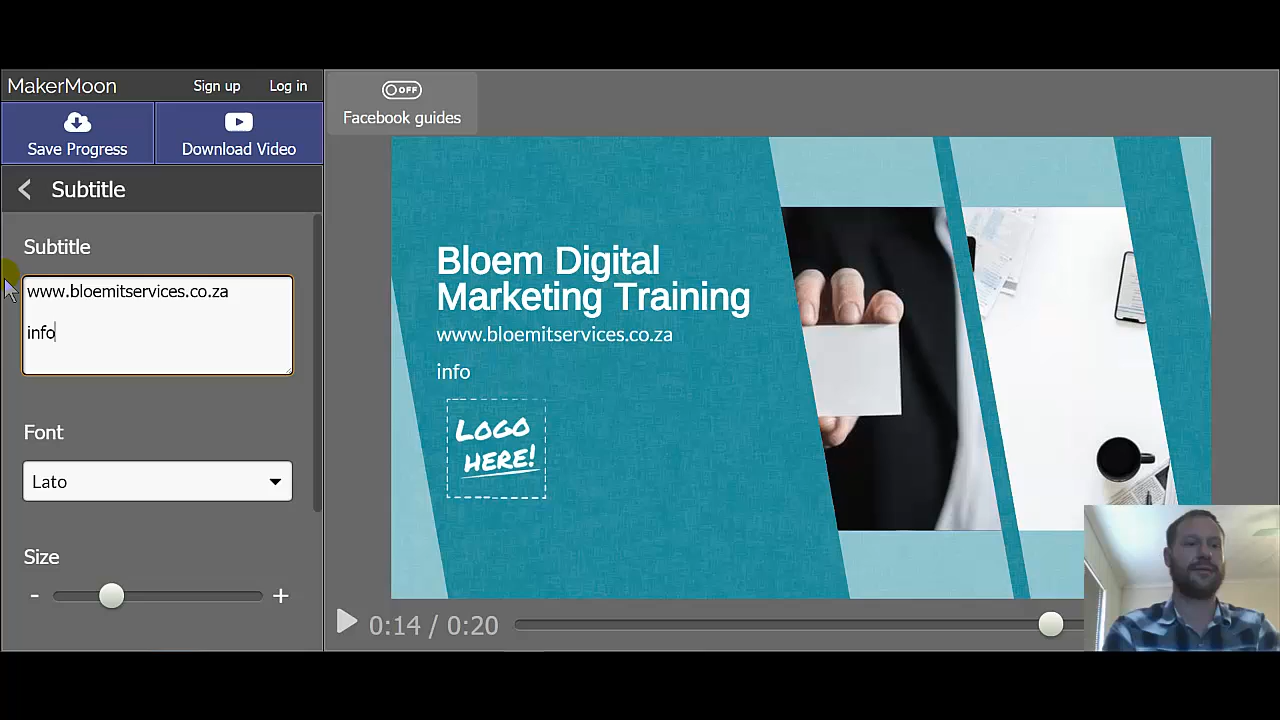 MakerMoon
Sign up
Log in
OFF
Facebook guides
Save Progress
Download Video
Subtitle
Subtitle
www.bloemitservices.co.za
info
Font
Lato
Size
- +
Bloem Digital
Marketing Training
www.bloemitservices.co.za
info
LOGO
HERE!
0:14 / 0:20